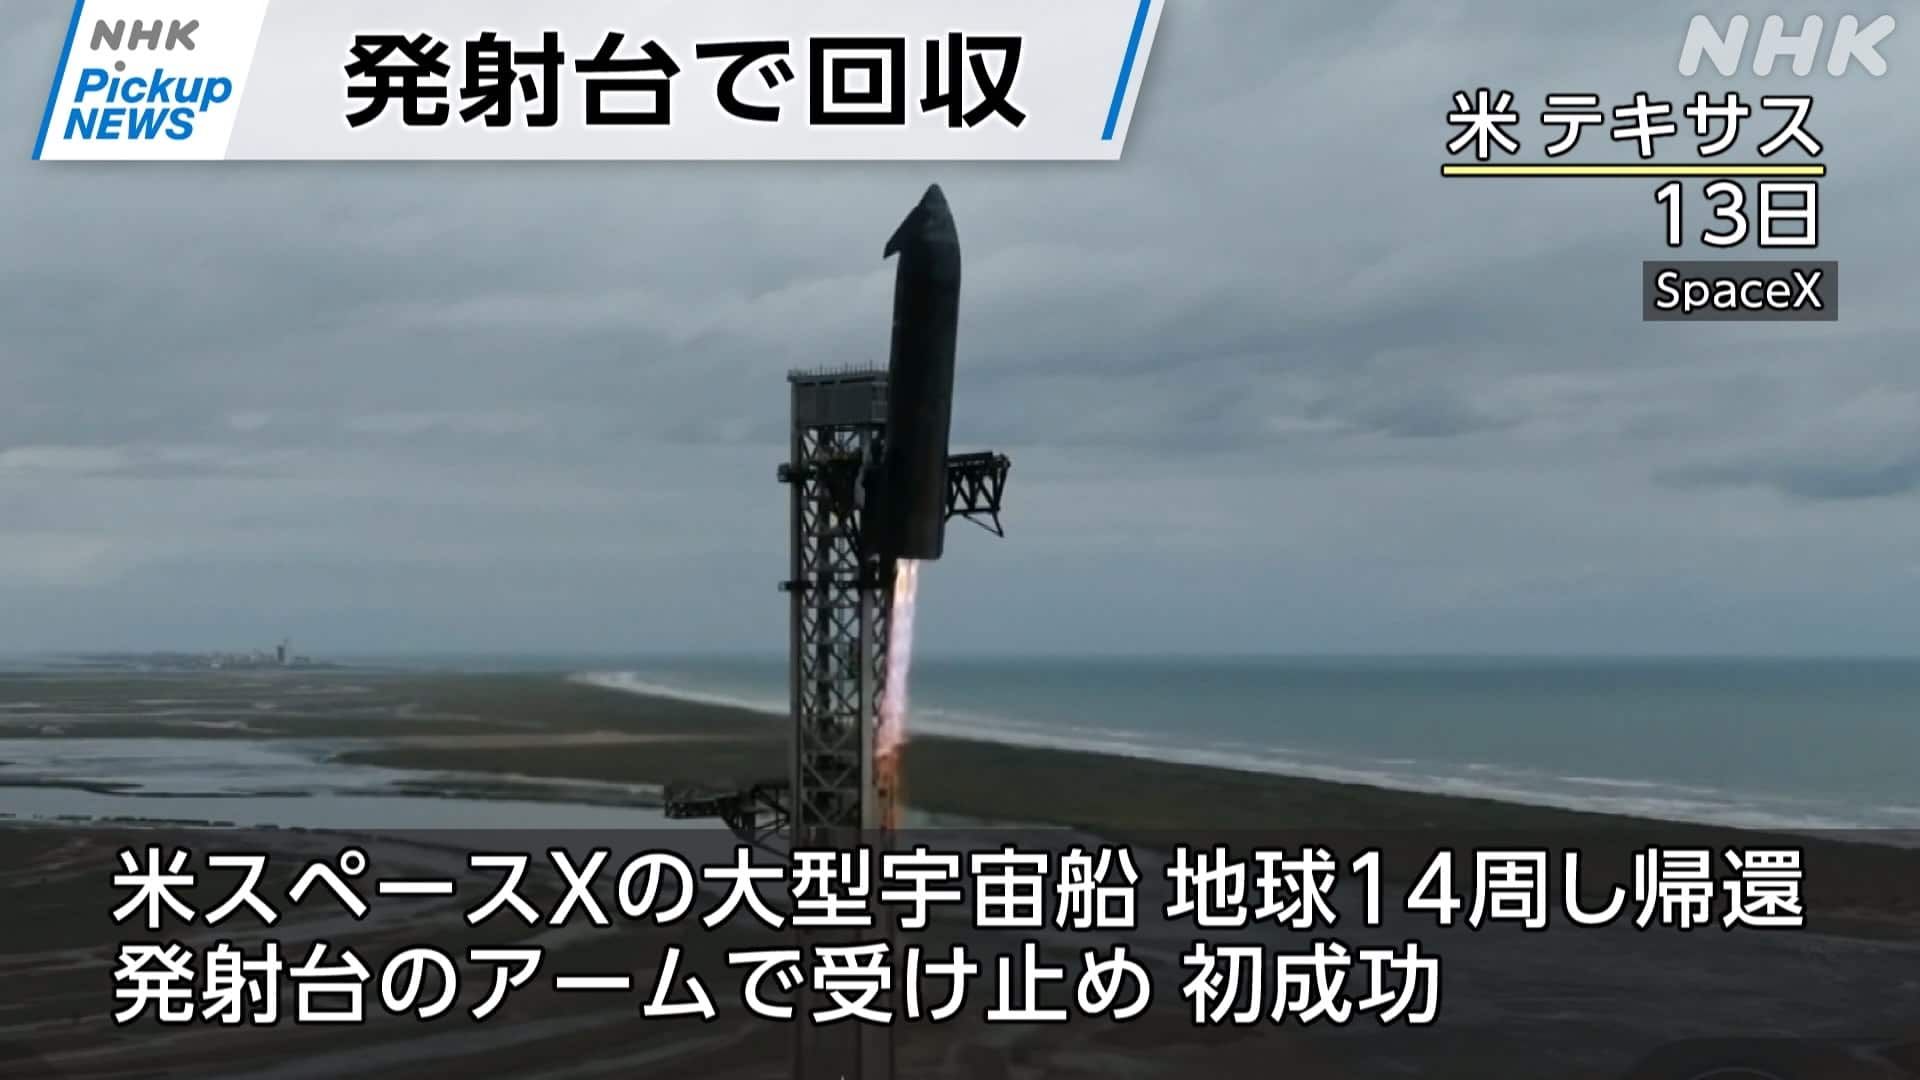 NHK
Pickup
NEWS
発射台で回収
NHK
米 テキサス
13日
SpaceX
米スペースXの大型宇宙船 地球14周し帰還
発射台のアームで受け止め 初成功